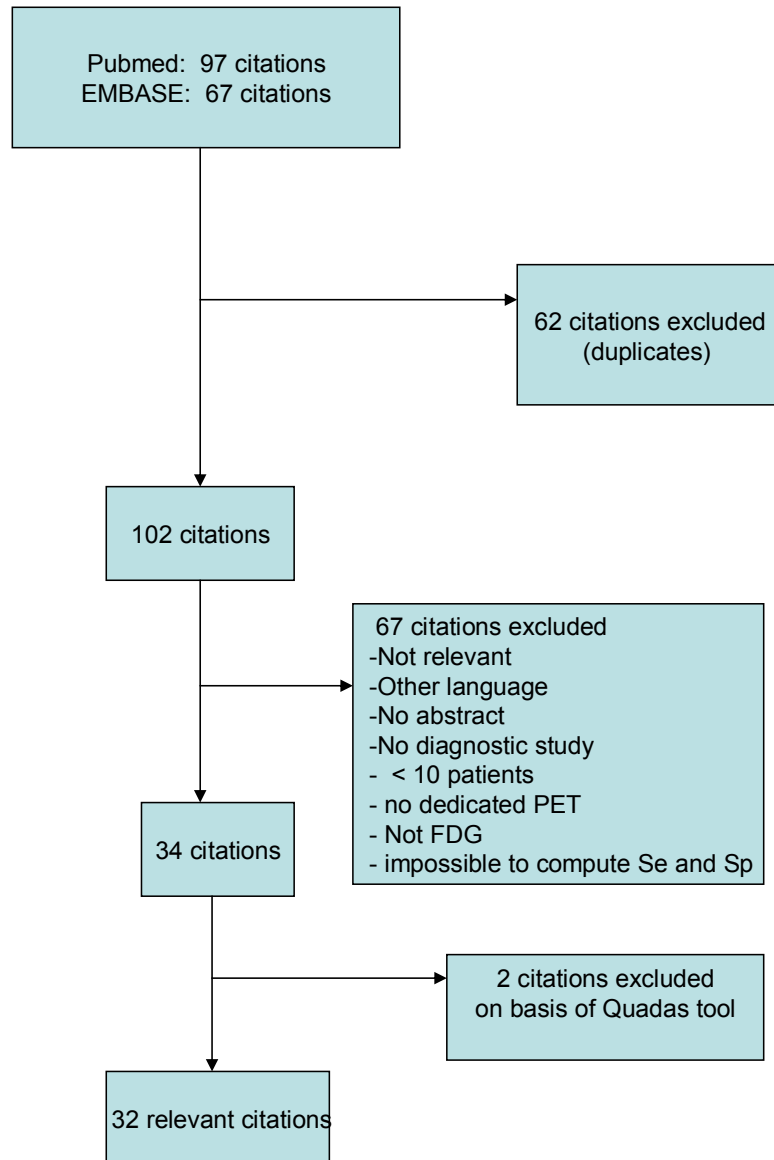 Pubmed: 97 citations
EMBASE: 67 citations
62 citations excluded
(duplicates)
102 citations
67 citations excluded
-Not relevant
-Other language
-No abstract
-No diagnostic study
- < 10 patients
- no dedicated PET
- Not FDG
- impossible to compute Se and Sp
34 citations
2 citations excluded
on basis of Quadas tool
32 relevant citations